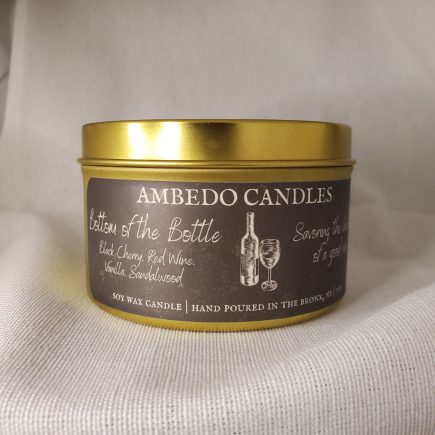 AMBEDO CANDLES
Bottom of the Bottle
Black Cherry, Red Wine,
Vanilla, Sandalwood
Savoring the
of a good
SOY WAX CANDLE | HAND POURED IN THE BRONX, NY |